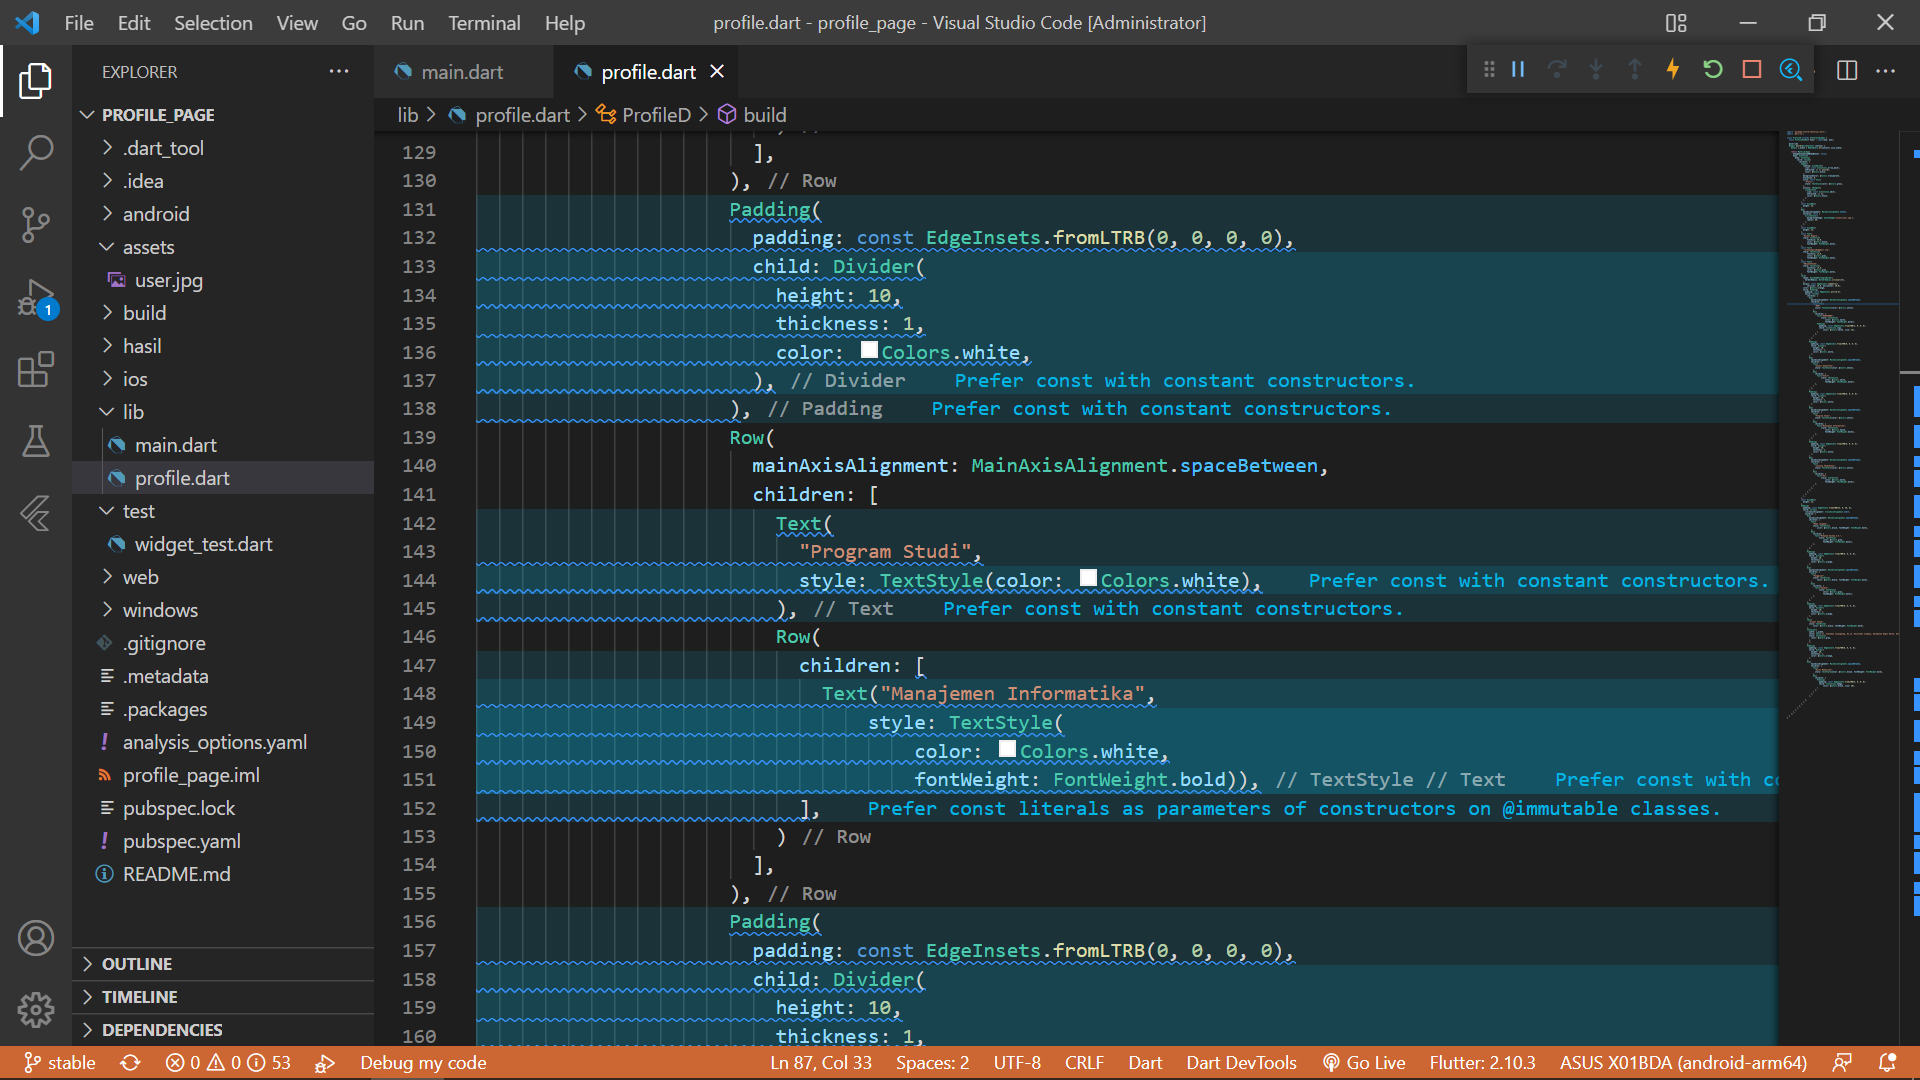 File Edit Selection View Go Run Terminal Help
profile.dart - profile_page - Visual Studio Code [Administrator]
EXPLORER
main.dart
profile.dart
lib > profile.dart > ProfileD > build
PROFILE_PAGE
.dart_tool
.idea
android
assets
user.jpg
build
hasil
ios
lib
main.dart
profile.dart
test
widget_test.dart
web
windows
.gitignore
.metadata
.packages
analysis_options.yaml
profile_page.iml
pubspec.lock
pubspec.yaml
README.md
OUTLINE
TIMELINE
DEPENDENCIES
1
129 ],
130 ), // Row
131 Padding(
132 padding: const EdgeInsets.fromLTRB(0, 0, 0, 0),
133 child: Divider(
134 height: 10,
135 thickness: 1,
136 color: Colors.white,
137 ), // Divider Prefer const with constant constructors.
138 ), // Padding Prefer const with constant constructors.
139 Row(
140 mainAxisAlignment: MainAxisAlignment.spaceBetween,
141 children: [
142 Text(
143 "Program Studi",
144 style: TextStyle(color: Colors.white), Prefer const with constant constructors.
145 ), // Text Prefer const with constant constructors.
146 Row(
147 children: [
148 Text("Manajemen Informatika",
149 style: TextStyle(
150 color: Colors.white,
151 fontWeight: FontWeight.bold)), // TextStyle // Text Prefer const with
152 ], Prefer const literals as parameters of constructors on @immutable classes.
153 ) // Row
154 ],
155 ), // Row
156 Padding(
157 padding: const EdgeInsets.fromLTRB(0, 0, 0, 0),
158 child: Divider(
159 height: 10,
160 thickness: 1,
stable 0 0 53 Debug my code Ln 87, Col 33 Spaces: 2 UTF-8 CRLF Dart Dart DevTools Go Live Flutter: 2.10.3 ASUS X01BDA (android-arm64)